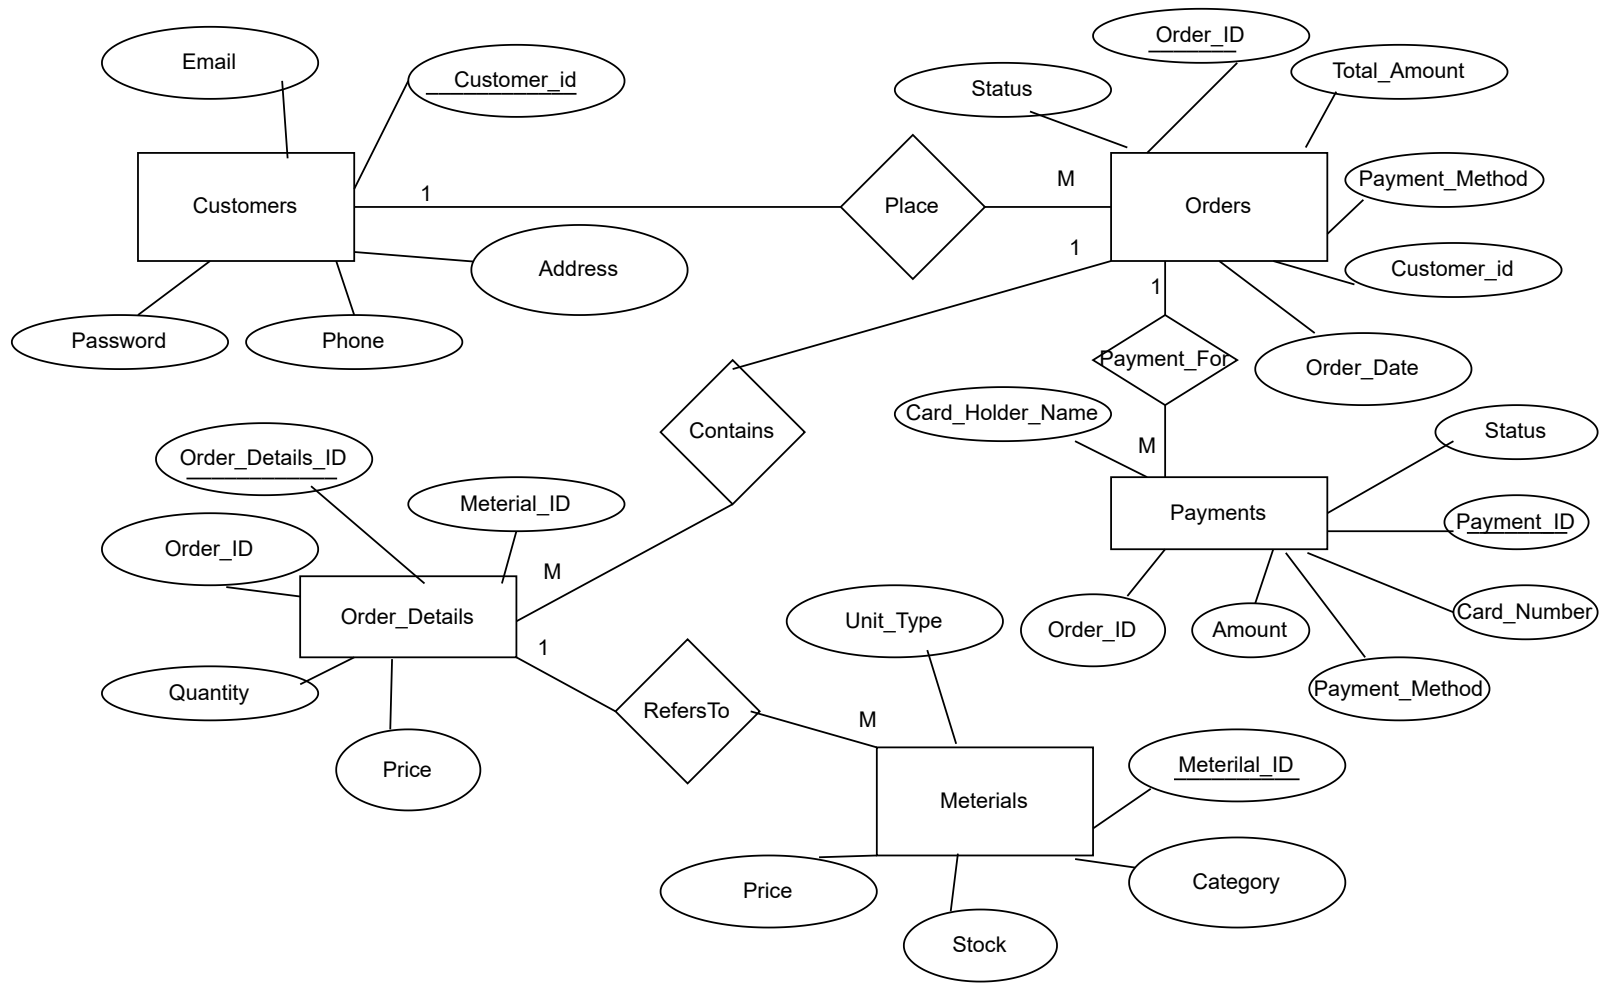 Order_ID
Email
Customer_id
Status
Total_Amount
Payment_Method
Customers
1
Place
M
Orders
1
Address
Customer_id
1
Password
Phone
Payment_For
Order_Date
Card_Holder_Name
Contains
Status
M
Order_Details_ID
Meterial_ID
Payments
Payment_ID
Order_ID
M
Order_Details
Unit_Type
Order_ID
Amount
Card_Number
1
Quantity
RefersTo
M
Payment_Method
Price
Meterials
Meterilal_ID
Price
Category
Stock